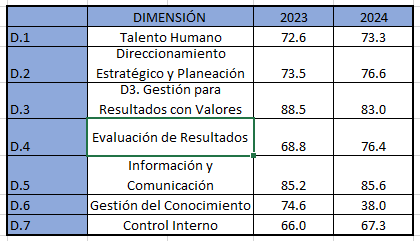 DIMENSIÓN 2023 2024
D.1 Talento Humano 72.6 73.3
Direccionamiento
D.2 Estratégico y Planeación 73.5 76.6
D3. Gestión para
D.3 Resultados con Valores 88.5 83.0
D.4 Evaluación de Resultados 68.8 76.4
Información y
D.5 Comunicación 85.2 85.6
D.6 Gestión del Conocimiento 74.6 38.0
D.7 Control Interno 66.0 67.3